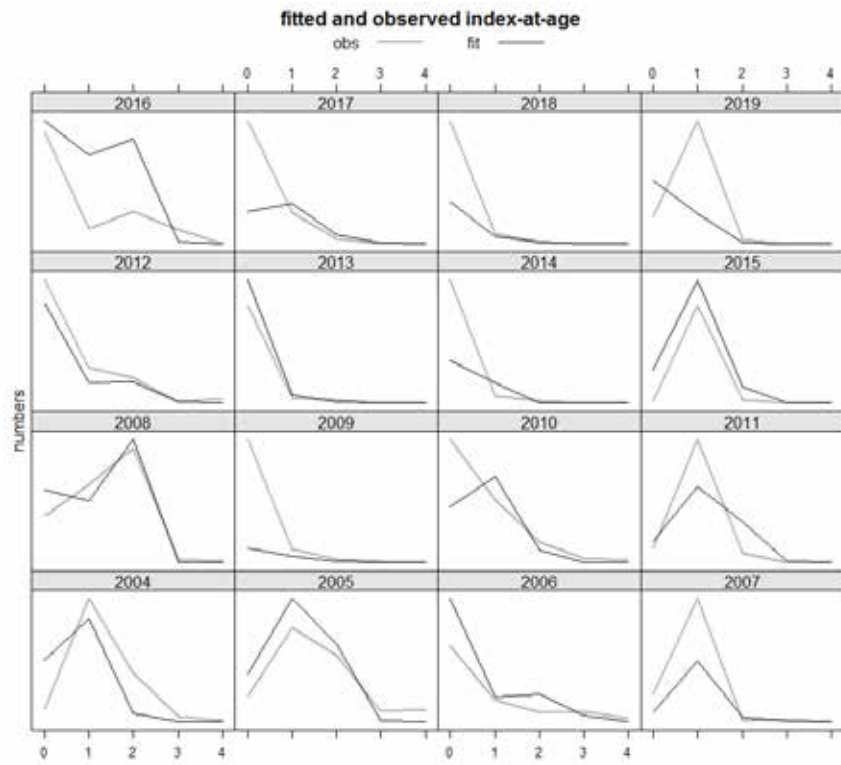 fitted and observed index-at-age
obs fit
0 1 2 3 4 0 1 2 3 4
2016 2017 2018 2019
2012 2013 2014 2015
numbers
2008 2009 2010 2011
2004 2005 2006 2007
0 1 2 3 4 0 1 2 3 4